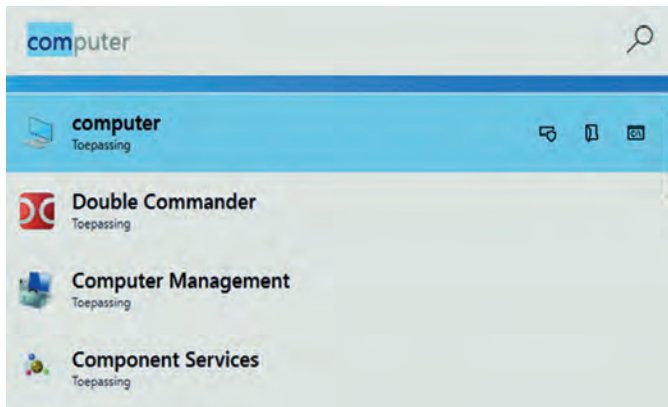 computer
computer
Toepassing
Double Commander
Toepassing
Computer Management
Toepassing
Component Services
Toepassing